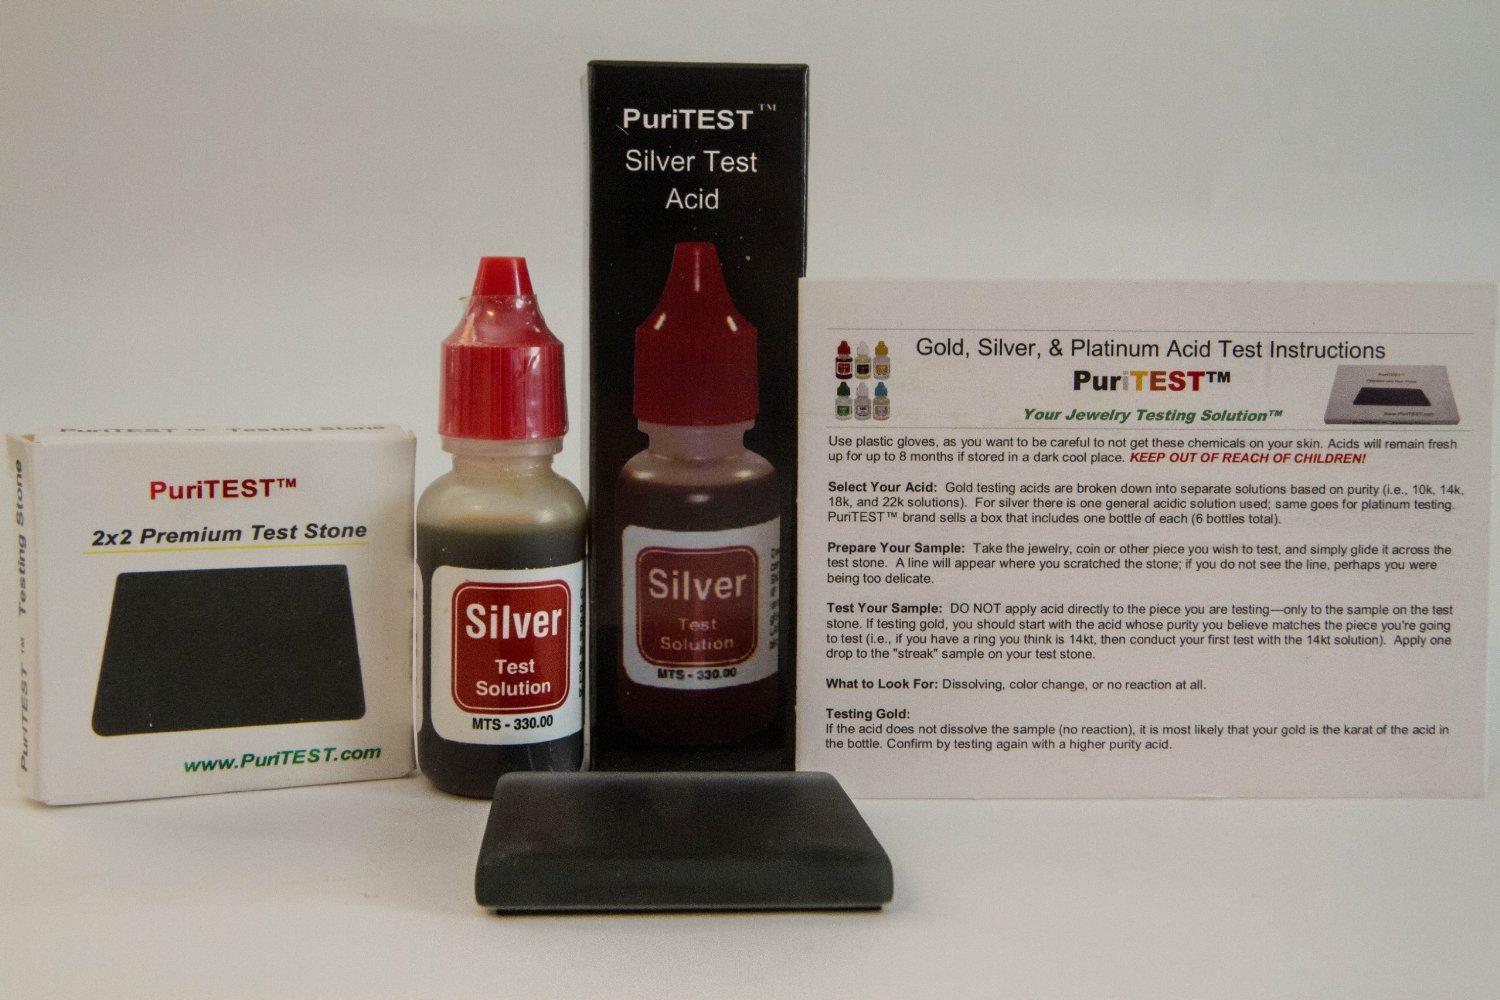 PuriTEST™ Testing Stone
PuriTEST™ Testing Stone
PuriTEST™
2x2 Premium Test Stone
www.PuriTEST.com
Silver
Test
Solution
MTS - 330.00
PuriTEST™
Silver Test
Acid
Silver
Test
Solution
MTS - 330.00
Gold, Silver, & Platinum Acid Test Instructions
PuriTEST™
Your Jewelry Testing Solution™
Use plastic gloves, as you want to be careful to not get these chemicals on your skin. Acids will remain fresh
up for up to 8 months if stored in a dark cool place. KEEP OUT OF REACH OF CHILDREN!
Select Your Acid: Gold testing acids are broken down into separate solutions based on purity (i.e., 10k, 14k,
18k, and 22k solutions). For silver there is one general acidic solution used; same goes for platinum testing.
PuriTEST™ brand sells a box that includes one bottle of each (6 bottles total).
Prepare Your Sample: Take the jewelry, coin or other piece you wish to test, and simply glide it across the
test stone. A line will appear where you scratched the stone; if you do not see the line, perhaps you were
being too delicate.
Test Your Sample: DO NOT apply acid directly to the piece you are testing—only to the sample on the test
stone. If testing gold, you should start with the acid whose purity you believe matches the piece you're going
to test (i.e., if you have a ring you think is 14kt, then conduct your first test with the 14kt solution). Apply one
drop to the "streak" sample on your test stone.
What to Look For: Dissolving, color change, or no reaction at all.
Testing Gold:
If the acid does not dissolve the sample (no reaction), it is most likely that your gold is the karat of the acid in
the bottle. Confirm by testing again with a higher purity acid.